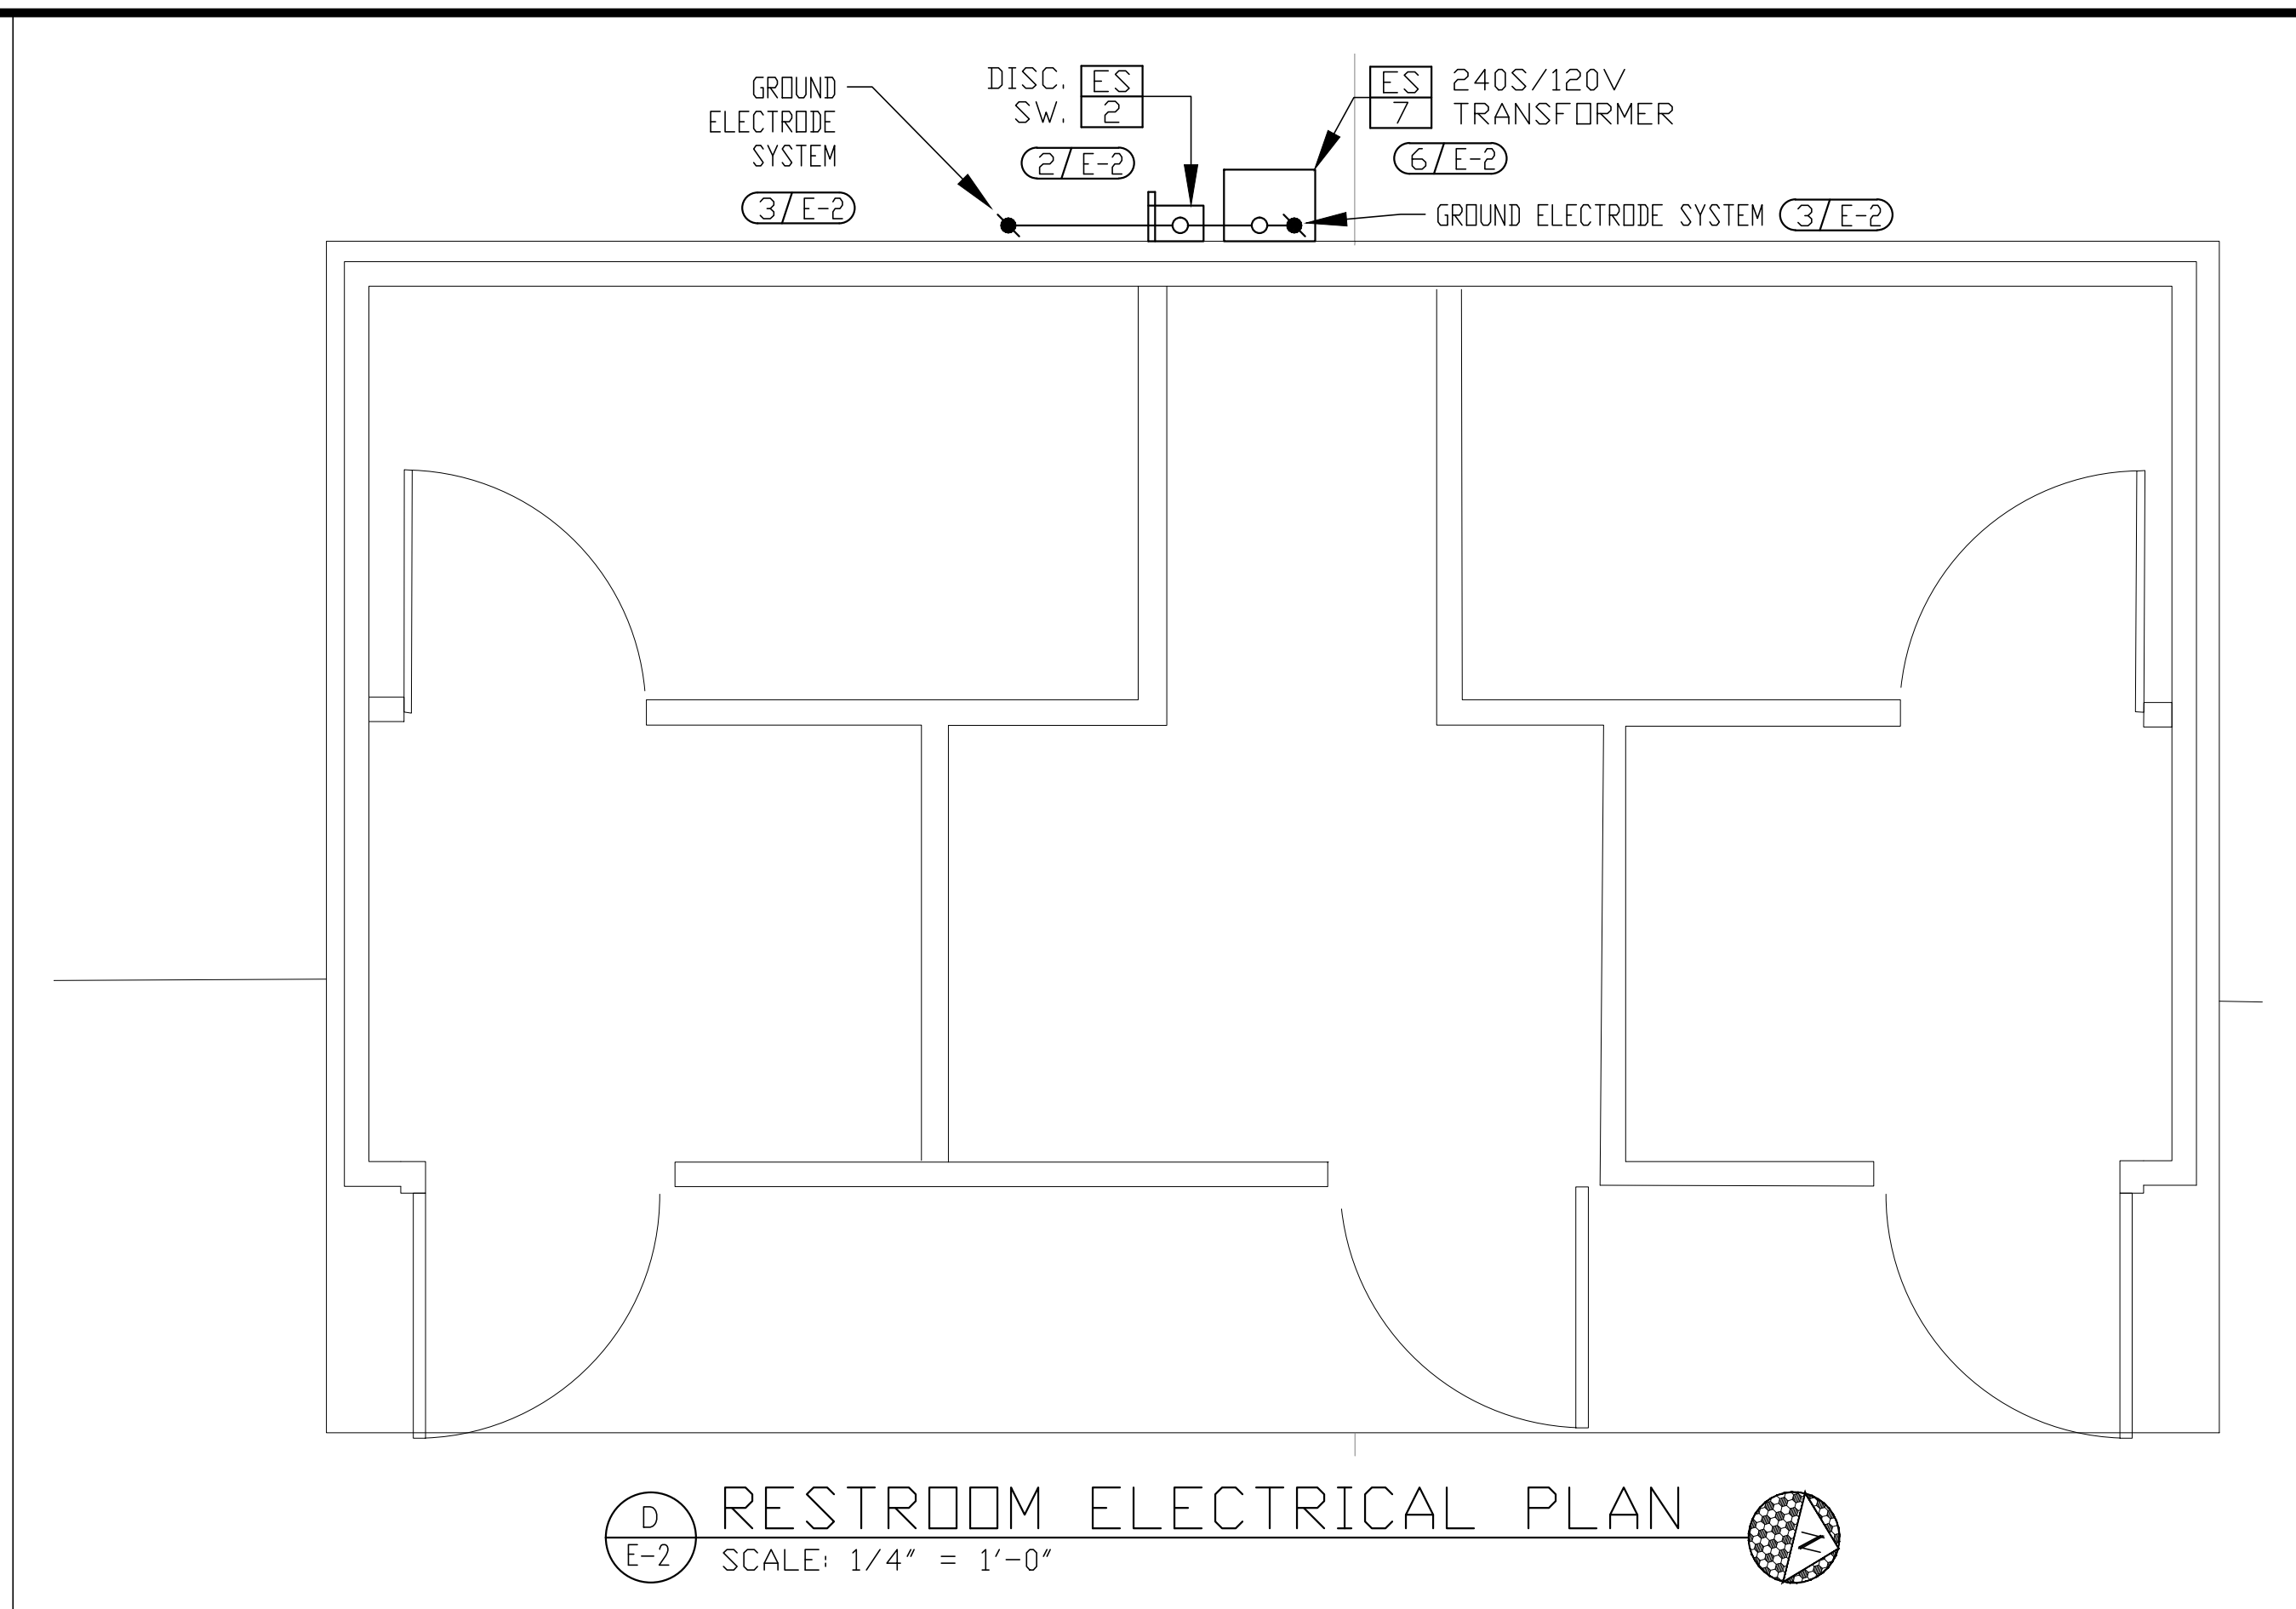 GROUND
ELECTRODE
SYSTEM
3/E-2
DISC. ES
SW. 2
2/E-2
ES 240S/120V
7 TRANSFORMER
6/E-2
GROUND ELECTRODE SYSTEM 3/E-2
D RESTROOM ELECTRICAL PLAN
E-2 SCALE: 1/4" = 1'-0"
N